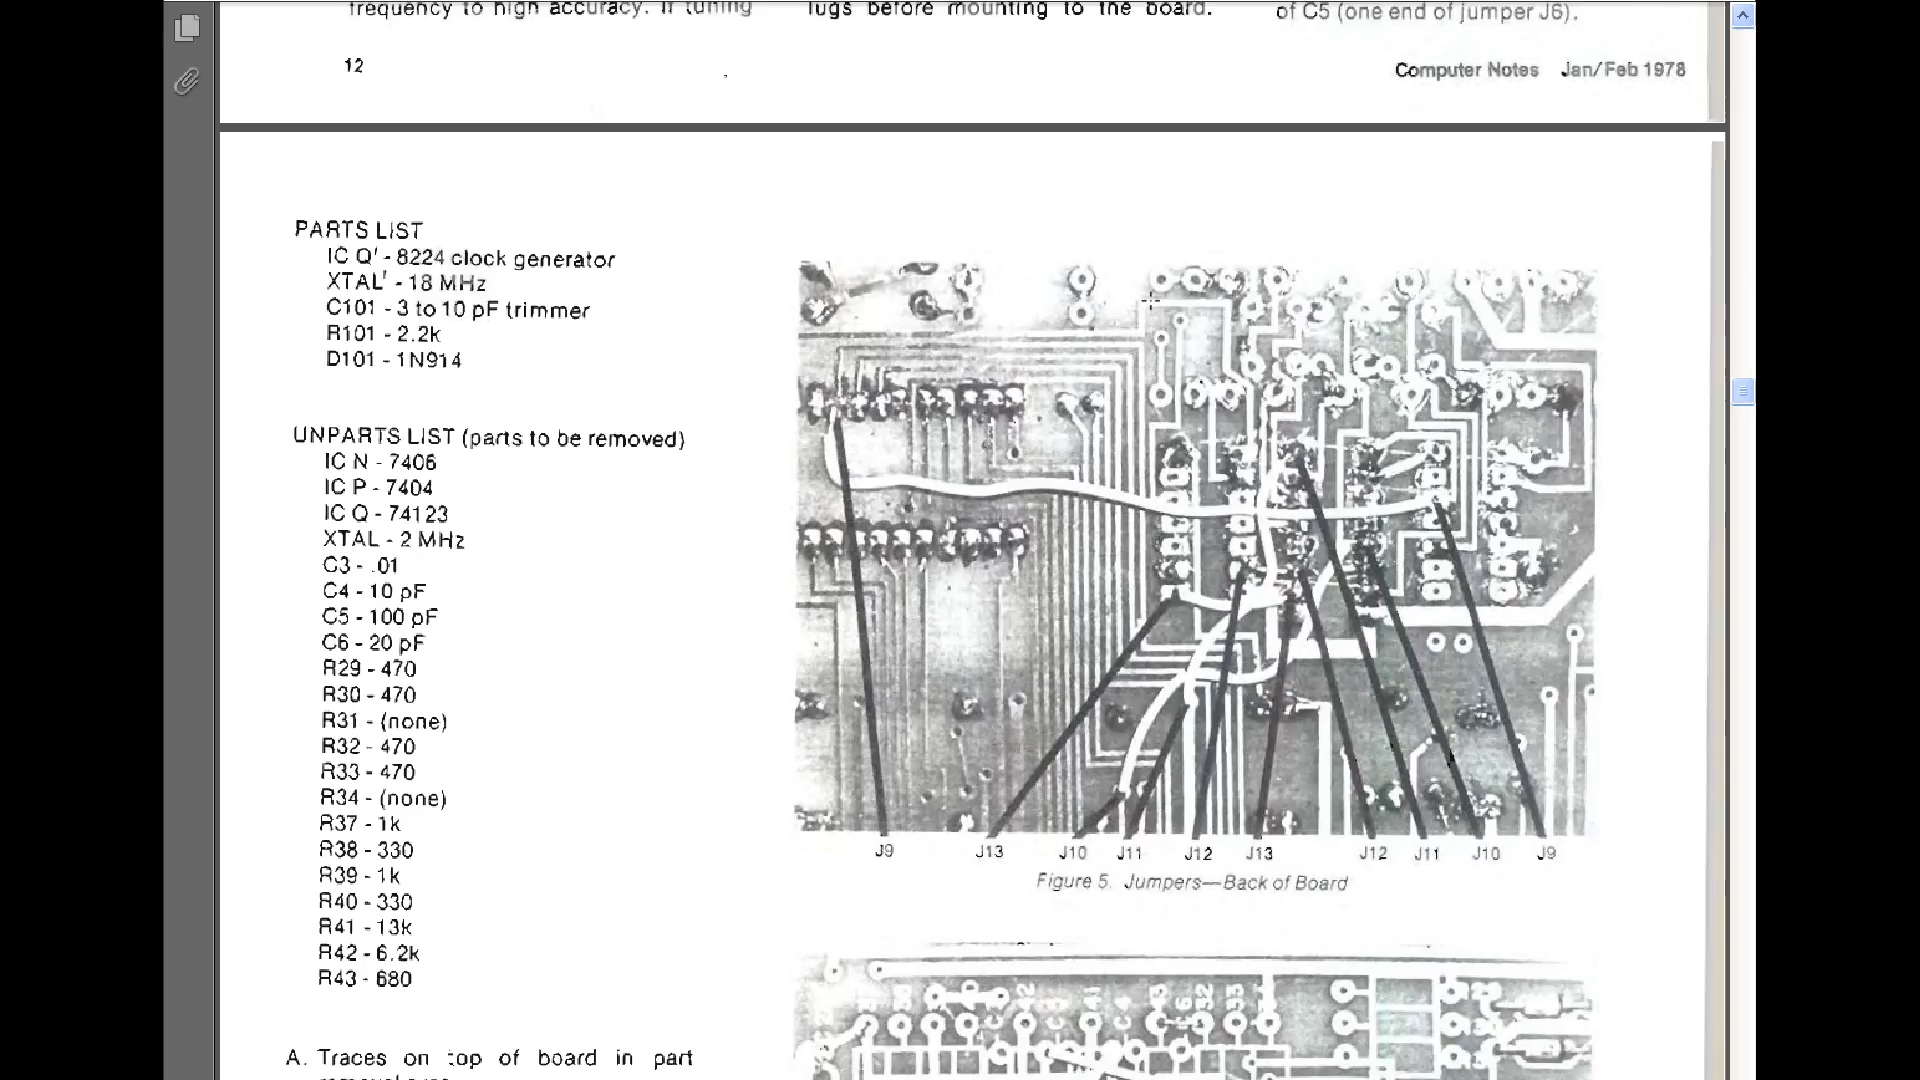 frequency to high accuracy. If tuning
lugs before mounting to the board.
of C5 (one end of jumper J6).
12
Computer Notes Jan/Feb 1978
PARTS LIST
IC Q' - 8224 clock generator
XTAL' - 18 MHz
C101 - 3 to 10 pF trimmer
R101 - 2.2k
D101 - 1N914
UNPARTS LIST (parts to be removed)
IC N - 7406
IC P - 7404
IC Q - 74123
XTAL - 2 MHz
C3 - .01
C4 - 10 pF
C5 - 100 pF
C6 - 20 pF
R29 - 470
R30 - 470
R31 - (none)
R32 - 470
R33 - 470
R34 - (none)
R37 - 1k
R38 - 330
R39 - 1k
R40 - 330
R41 - 13k
R42 - 6.2k
R43 - 680
A. Traces on top of board in part
J9 J13 J10 J11 J12 J13 J12 J11 J10 J9
Figure 5. Jumpers—Back of Board